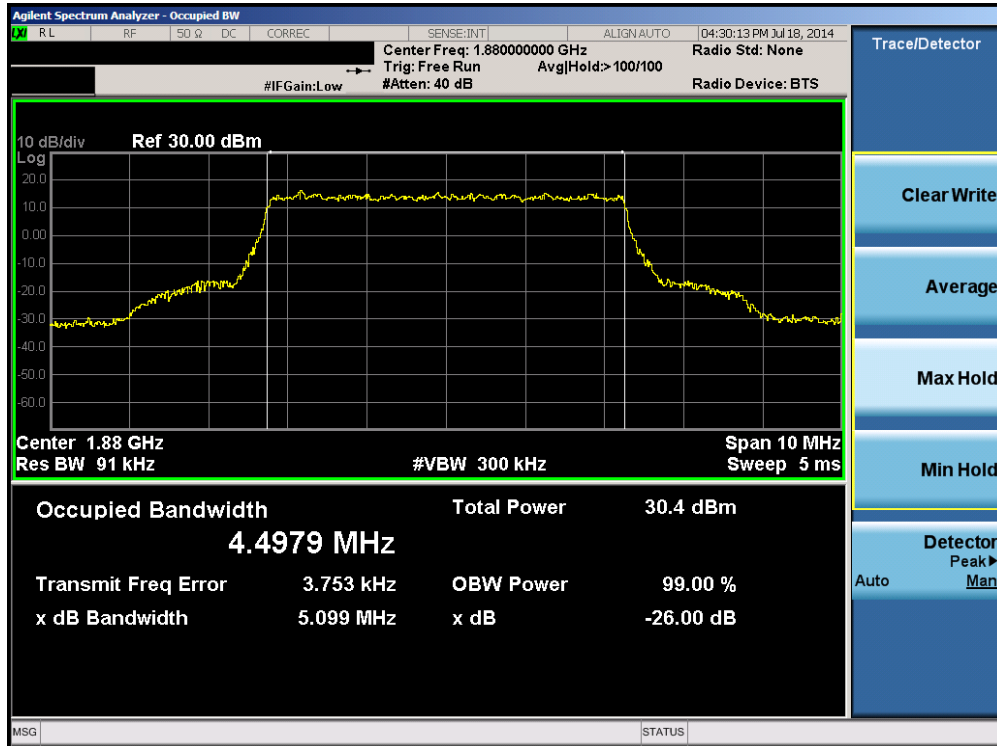 Agilent Spectrum Analyzer - Occupied BW
LXI RL RF 50 Ω DC CORREC SENSE:INT ALIGN AUTO 04:30:13 PM Jul 18, 2014
Center Freq: 1.880000000 GHz Radio Std: None
Trig: Free Run Avg|Hold:>100/100
#IFGain:Low #Atten: 40 dB Radio Device: BTS
10 dB/div Ref 30.00 dBm
Log
20.0
10.0
0.00
-10.0
-20.0
-30.0
-40.0
-50.0
-60.0
Center 1.88 GHz Span 10 MHz
Res BW 91 kHz #VBW 300 kHz Sweep 5 ms
Occupied Bandwidth Total Power 30.4 dBm
4.4979 MHz
Transmit Freq Error 3.753 kHz OBW Power 99.00 %
x dB Bandwidth 5.099 MHz x dB -26.00 dB
MSG STATUS
Trace/Detector
Clear Write
Average
Max Hold
Min Hold
Detector
Peak▶
Auto Man